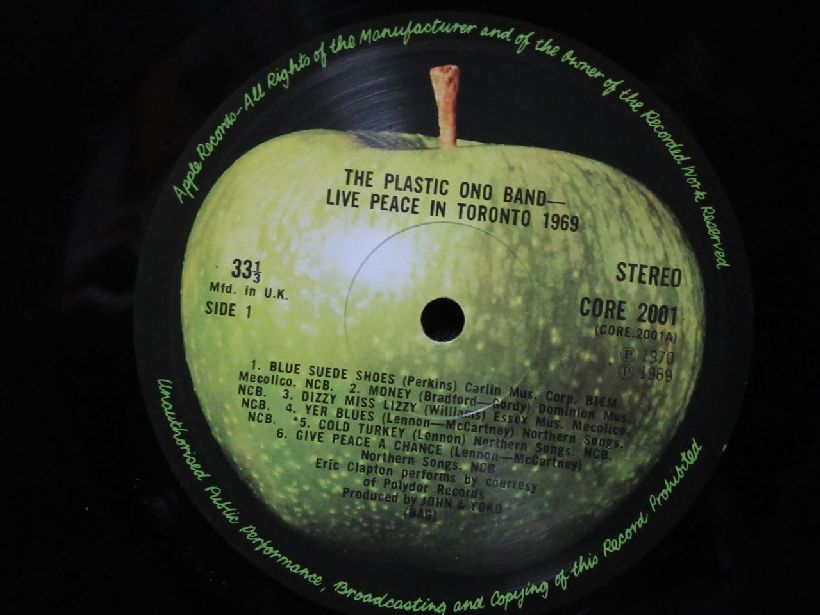 Apple Records—All Rights of the Manufacturer and of the Owner of the Recorded Work Reserved
THE PLASTIC ONO BAND—
LIVE PEACE IN TORONTO 1969
33⅓
Mfd. in U.K.
SIDE 1
STEREO
CORE 2001
(CORE.2001A)
℗ 1970
℗ 1969
1. BLUE SUEDE SHOES (Perkins) Carlin Mus. Corp. BIEM.
Mecolico. NCB. 2. MONEY (Bradford—Gordy) Dominion Mus.
NCB. 3. DIZZY MISS LIZZY (Williams) Essex Mus. Mecolico.
NCB. 4. YER BLUES (Lennon—McCartney) Northern Songs.
NCB. *5. COLD TURKEY (Lennon) Northern Songs. NCB.
6. GIVE PEACE A CHANCE (Lennon—McCartney)
Northern Songs. NCB
Eric Clapton performs by courtesy
of Polydor Records
Produced by JOHN & YOKO
(BAG)
Unauthorised Public Performance, Broadcasting and Copying of this Record Prohibited